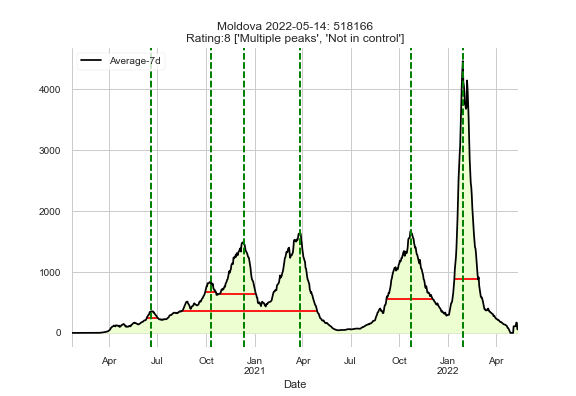 Moldova 2022-05-14: 518166
Rating:8 ['Multiple peaks', 'Not in control']
Average-7d
4000
3000
2000
1000
0
Apr Jul Oct Jan Apr Jul Oct Jan Apr
2021 2022
Date